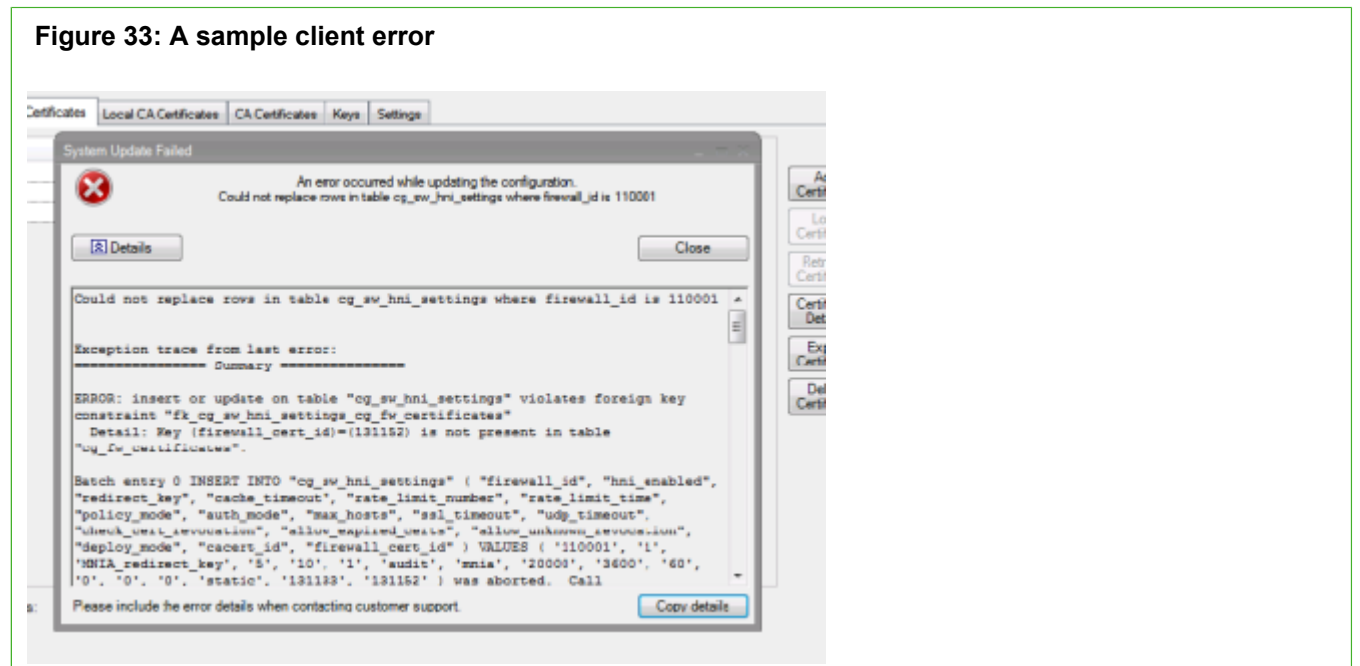 Figure 33: A sample client error
Certificates Local CA Certificates CA Certificates Keys Settings
System Update Failed
An error occurred while updating the configuration.
Could not replace rows in table cg_sw_hni_settings where firewall_id is 110001
Details Close
Could not replace rows in table cg_sw_hni_settings where firewall_id is 110001
Exception trace from last error:
================ Summary ===============
ERROR: insert or update on table "cg_sw_hni_settings" violates foreign key
constraint "fk_cg_sw_hni_settings_cg_fw_certificates"
Detail: Key (firewall_cert_id)=(131152) is not present in table
"cg_fw_certificates".
Batch entry 0 INSERT INTO "cg_sw_hni_settings" ( "firewall_id", "hni_enabled",
"redirect_key", "cache_timeout", "rate_limit_number", "rate_limit_time",
"policy_mode", "auth_mode", "max_hosts", "ssl_timeout", "udp_timeout",
"check_cert_revocation", "allow_expired_certs", "allow_unknown_revocation",
"deploy_mode", "cacert_id", "firewall_cert_id" ) VALUES ( '110001', '1',
'MNIA_redirect_key', '5', '10', '1', 'audit', 'mnia', '20000', '3600', '60',
'0', '0', '0', 'static', '131133', '131152' ) was aborted. Call
Please include the error details when contacting customer support.
Copy details